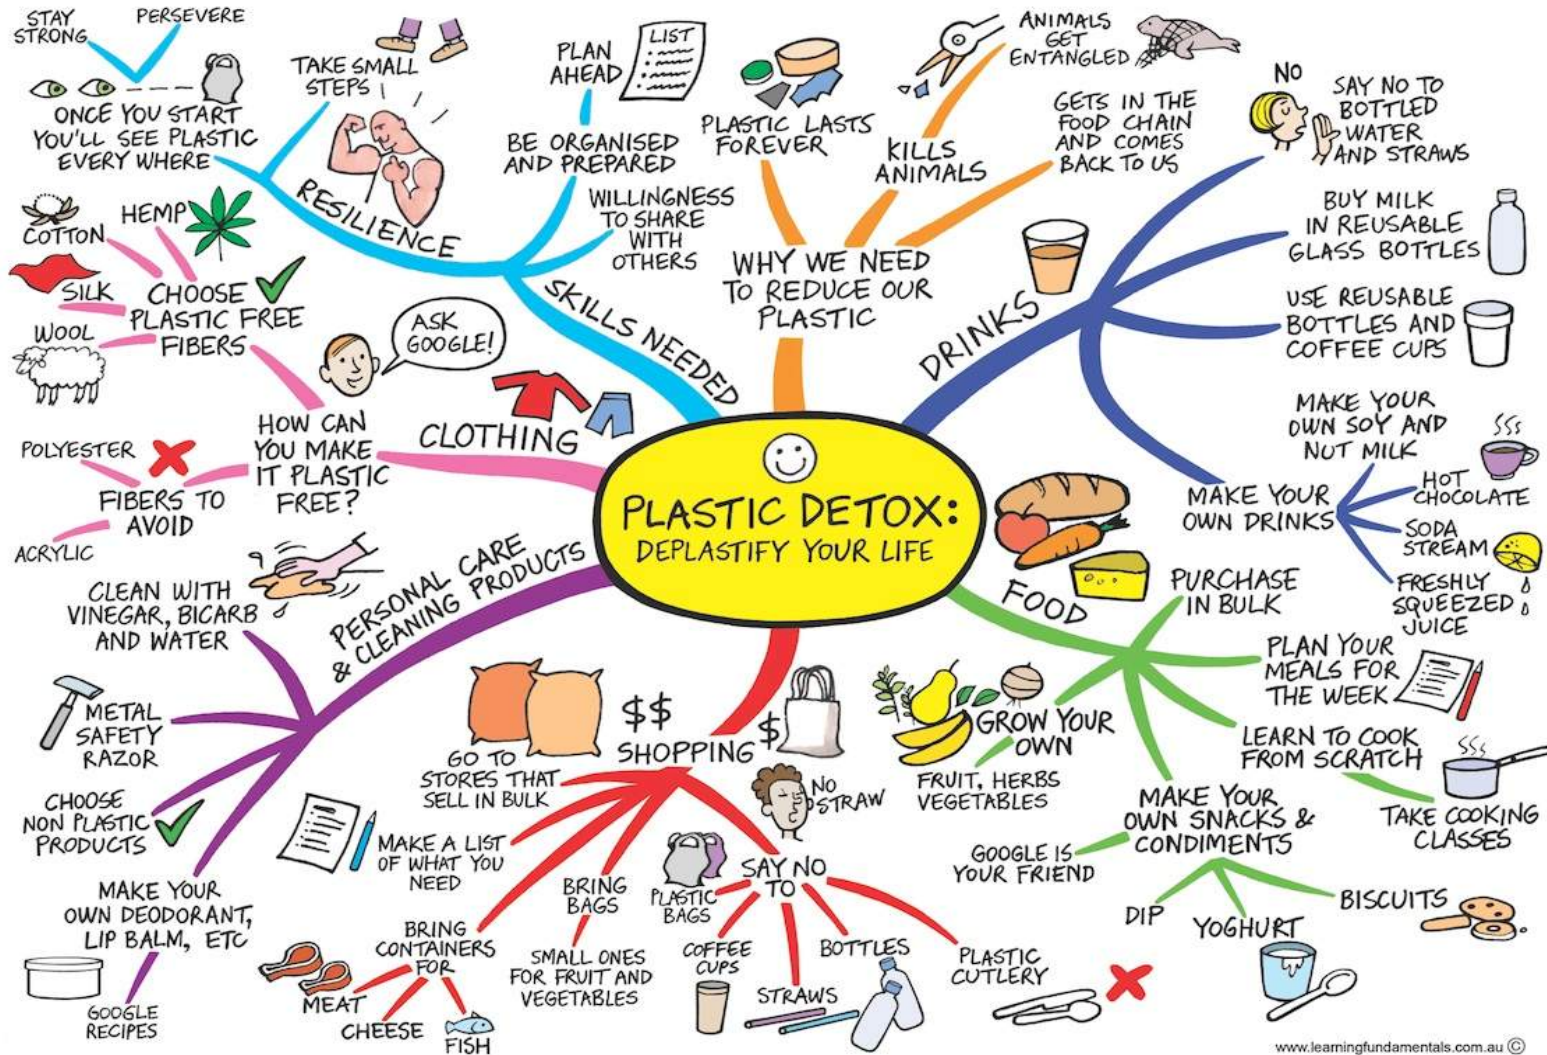 STAY
STRONG
PERSEVERE
ONCE YOU START
YOU'LL SEE PLASTIC
EVERY WHERE
TAKE SMALL
STEPS
RESILIENCE
PLAN
AHEAD
LIST
BE ORGANISED
AND PREPARED
WILLINGNESS
TO SHARE
WITH
OTHERS
SKILLS NEEDED
PLASTIC LASTS
FOREVER
KILLS
ANIMALS
ANIMALS
GET
ENTANGLED
GETS IN THE
FOOD CHAIN
AND COMES
BACK TO US
WHY WE NEED
TO REDUCE OUR
PLASTIC
DRINKS
NO
SAY NO TO
BOTTLED
WATER
AND STRAWS
BUY MILK
IN REUSABLE
GLASS BOTTLES
USE REUSABLE
BOTTLES AND
COFFEE CUPS
MAKE YOUR
OWN DRINKS
MAKE YOUR
OWN SOY AND
NUT MILK
HOT
CHOCOLATE
SODA
STREAM
FRESHLY
SQUEEZED
JUICE
COTTON
HEMP
SILK
WOOL
CHOOSE
PLASTIC FREE
FIBERS
ASK
GOOGLE!
CLOTHING
HOW CAN
YOU MAKE
IT PLASTIC
FREE?
POLYESTER
FIBERS TO
AVOID
ACRYLIC
PLASTIC DETOX:
DEPLASTIFY YOUR LIFE
PERSONAL CARE
& CLEANING PRODUCTS
CLEAN WITH
VINEGAR, BICARB
AND WATER
METAL
SAFETY
RAZOR
CHOOSE
NON PLASTIC
PRODUCTS
MAKE YOUR
OWN DEODORANT,
LIP BALM, ETC
GOOGLE
RECIPES
$$
$
SHOPPING
GO TO
STORES THAT
SELL IN BULK
MAKE A LIST
OF WHAT YOU
NEED
BRING
CONTAINERS
FOR
MEAT
CHEESE
FISH
BRING
BAGS
SMALL ONES
FOR FRUIT AND
VEGETABLES
NO
STRAW
SAY NO
TO
PLASTIC
BAGS
COFFEE
CUPS
STRAWS
BOTTLES
PLASTIC
CUTLERY
FOOD
PURCHASE
IN BULK
PLAN YOUR
MEALS FOR
THE WEEK
LEARN TO COOK
FROM SCRATCH
TAKE COOKING
CLASSES
GROW YOUR
OWN
FRUIT, HERBS
VEGETABLES
MAKE YOUR
OWN SNACKS &
CONDIMENTS
GOOGLE IS
YOUR FRIEND
DIP
YOGHURT
BISCUITS
www.learningfundamentals.com.au ©